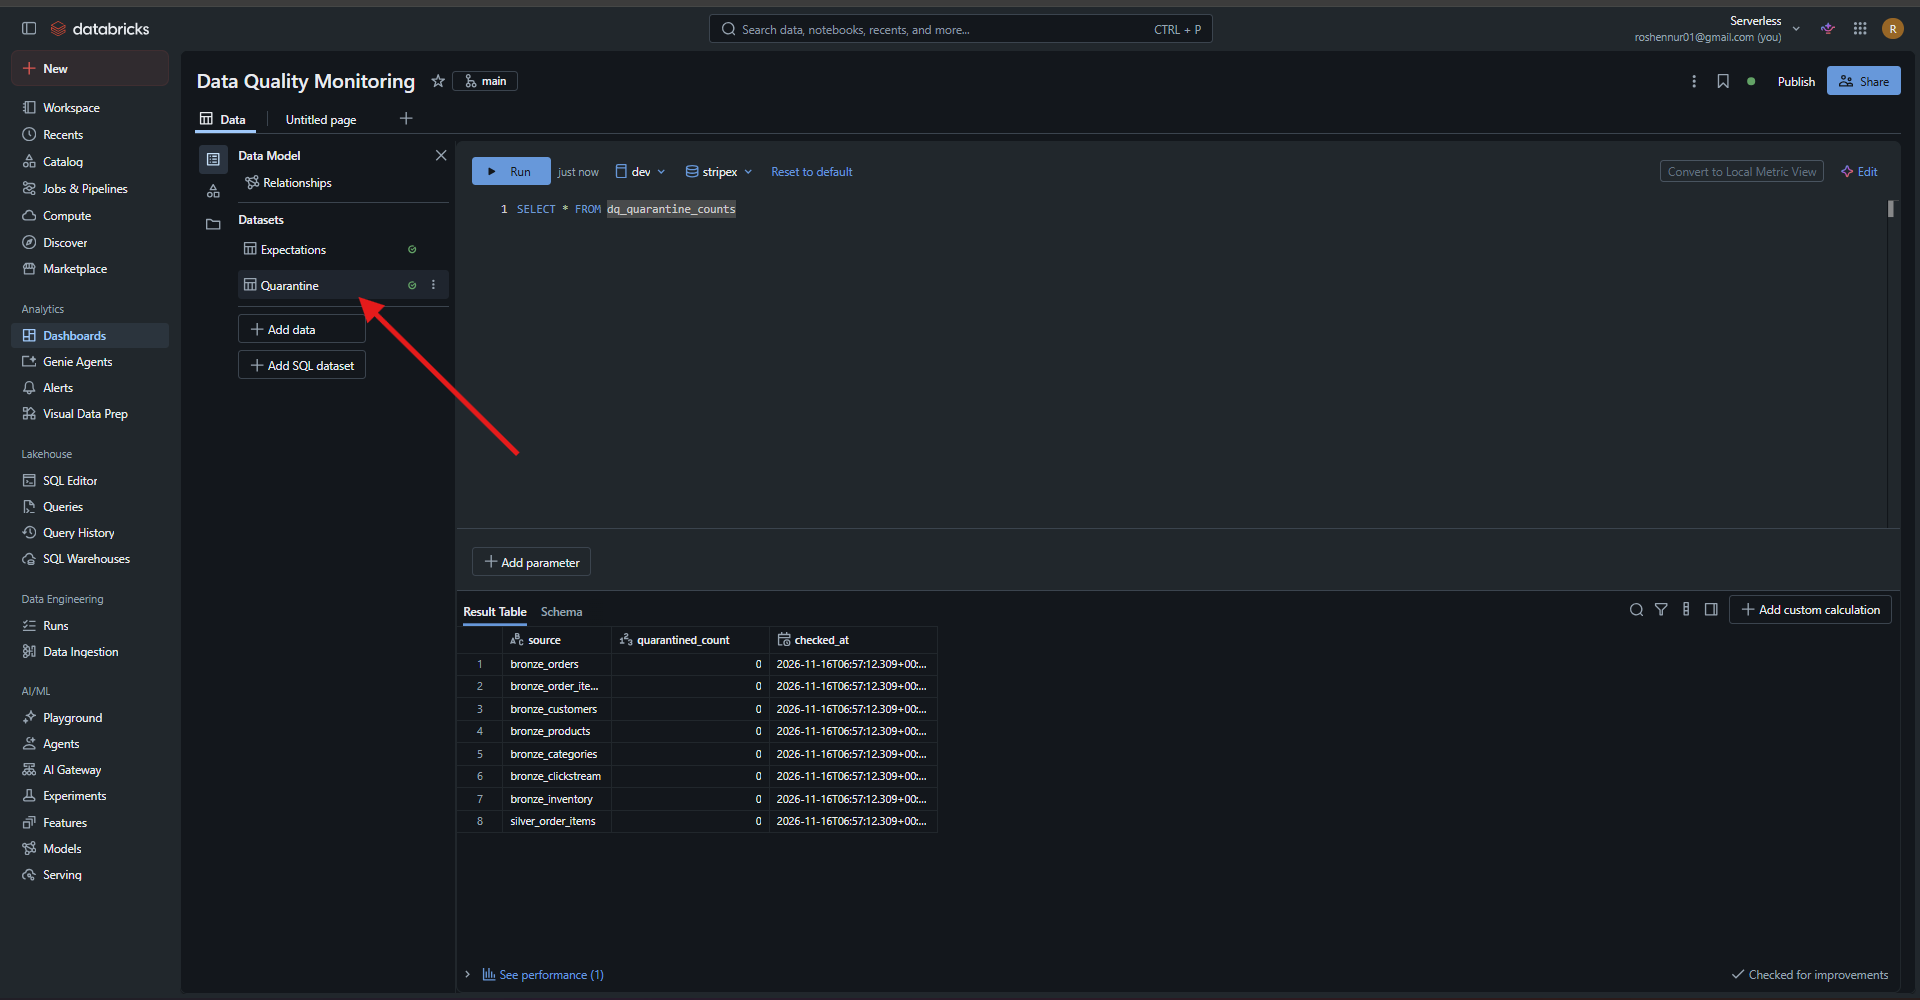 databricks
Search data, notebooks, recents, and more...
CTRL + P
Serverless
roshennur01@gmail.com (you)
R
New
Workspace
Recents
Catalog
Jobs & Pipelines
Compute
Discover
Marketplace
Analytics
Dashboards
Genie Agents
Alerts
Visual Data Prep
Lakehouse
SQL Editor
Queries
Query History
SQL Warehouses
Data Engineering
Runs
Data Ingestion
AI/ML
Playground
Agents
AI Gateway
Experiments
Features
Models
Serving
Data Quality Monitoring
main
Publish
Share
Data
Untitled page
Data Model
Relationships
Datasets
Expectations
Quarantine
Add data
Add SQL dataset
Run
just now
dev
stripex
Reset to default
Convert to Local Metric View
Edit
1 SELECT * FROM dq_quarantine_counts
Add parameter
Result Table
Schema
Add custom calculation
source quarantined_count checked_at
1 bronze_orders 0 2026-11-16T06:57:12.309+00:...
2 bronze_order_ite... 0 2026-11-16T06:57:12.309+00:...
3 bronze_customers 0 2026-11-16T06:57:12.309+00:...
4 bronze_products 0 2026-11-16T06:57:12.309+00:...
5 bronze_categories 0 2026-11-16T06:57:12.309+00:...
6 bronze_clickstream 0 2026-11-16T06:57:12.309+00:...
7 bronze_inventory 0 2026-11-16T06:57:12.309+00:...
8 silver_order_items 0 2026-11-16T06:57:12.309+00:...
See performance (1)
Checked for improvements